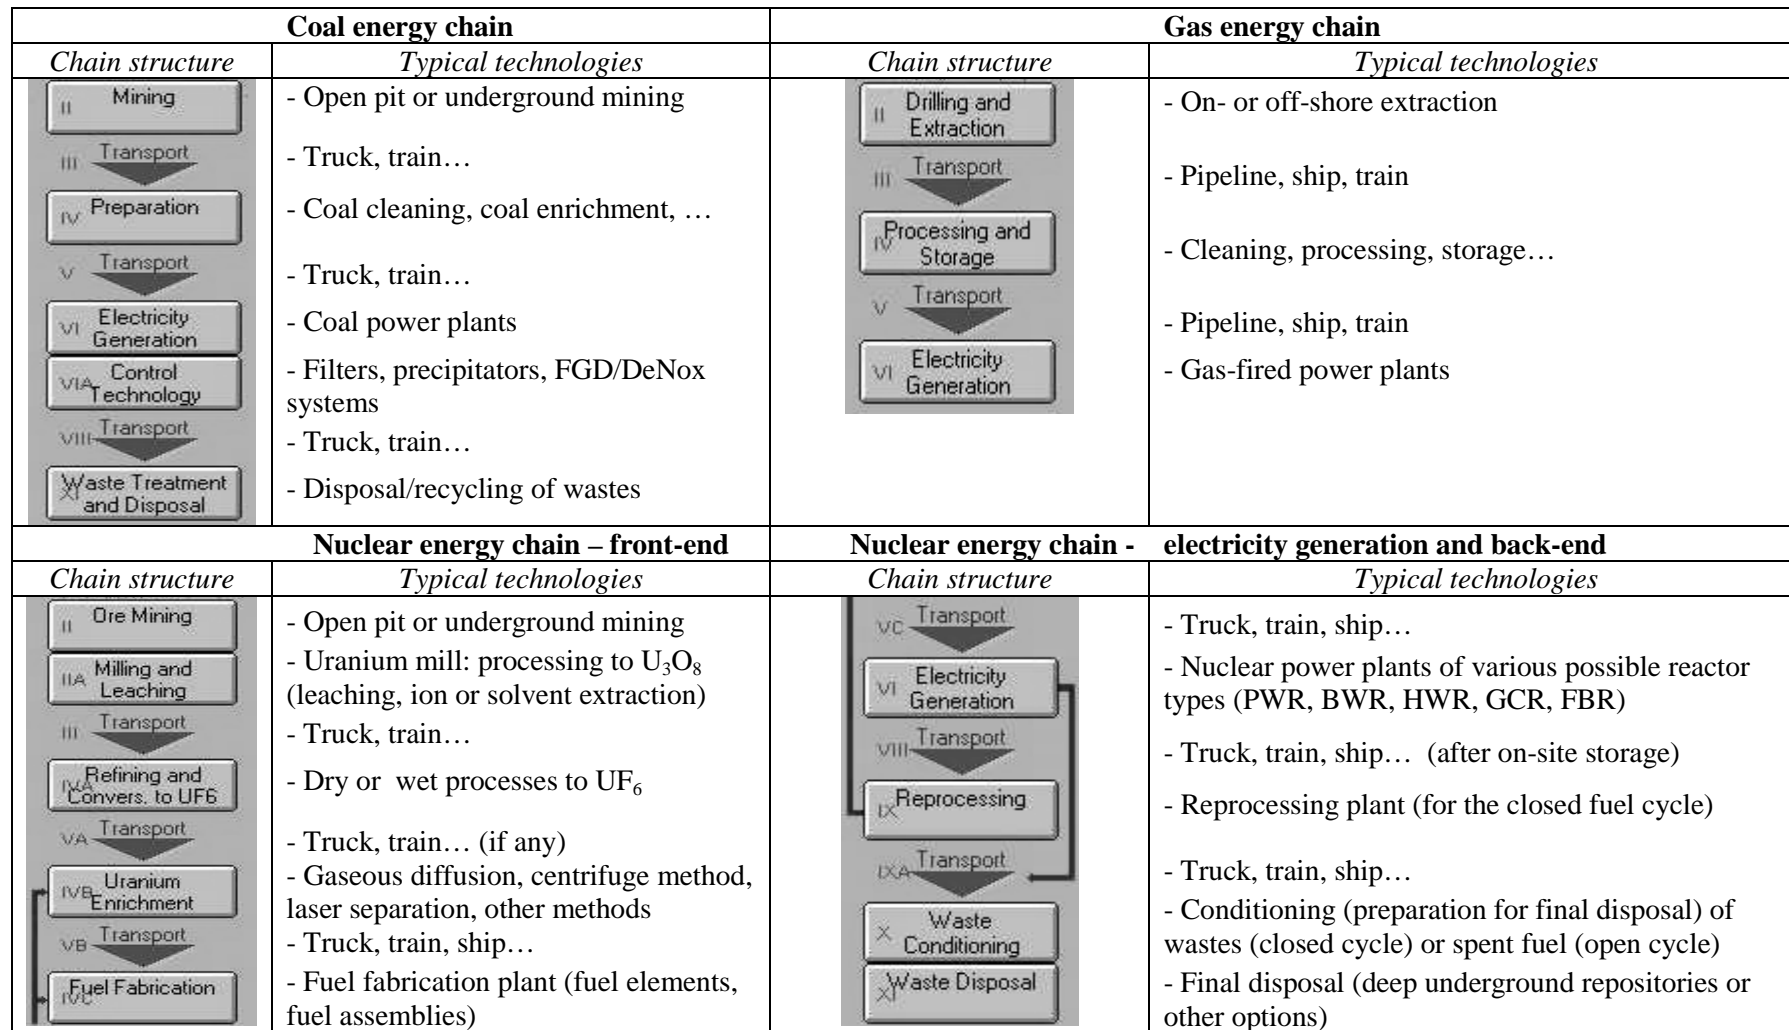 Coal energy chain
Gas energy chain
Chain structure
Typical technologies
Chain structure
Typical technologies
II Mining
III Transport
IV Preparation
V Transport
VI Electricity
Generation
VIA Control
Technology
VIII Transport
XI Waste Treatment
and Disposal
- Open pit or underground mining
- Truck, train…
- Coal cleaning, coal enrichment, …
- Truck, train…
- Coal power plants
- Filters, precipitators, FGD/DeNox
systems
- Truck, train…
- Disposal/recycling of wastes
II Drilling and
Extraction
III Transport
IV Processing and
Storage
V Transport
VI Electricity
Generation
- On- or off-shore extraction
- Pipeline, ship, train
- Cleaning, processing, storage…
- Pipeline, ship, train
- Gas-fired power plants
Nuclear energy chain – front-end
Nuclear energy chain - electricity generation and back-end
Chain structure
Typical technologies
Chain structure
Typical technologies
II Ore Mining
IIA Milling and
Leaching
III Transport
IVA Refining and
Convers. to UF6
VA Transport
IVB Uranium
Enrichment
VB Transport
IVC Fuel Fabrication
- Open pit or underground mining
- Uranium mill: processing to U₃O₈
(leaching, ion or solvent extraction)
- Truck, train…
- Dry or wet processes to UF₆
- Truck, train… (if any)
- Gaseous diffusion, centrifuge method,
laser separation, other methods
- Truck, train, ship…
- Fuel fabrication plant (fuel elements,
fuel assemblies)
VC Transport
VI Electricity
Generation
VIII Transport
IX Reprocessing
IXA Transport
X Waste
Conditioning
XI Waste Disposal
- Truck, train, ship…
- Nuclear power plants of various possible reactor
types (PWR, BWR, HWR, GCR, FBR)
- Truck, train, ship… (after on-site storage)
- Reprocessing plant (for the closed fuel cycle)
- Truck, train, ship…
- Conditioning (preparation for final disposal) of
wastes (closed cycle) or spent fuel (open cycle)
- Final disposal (deep underground repositories or
other options)